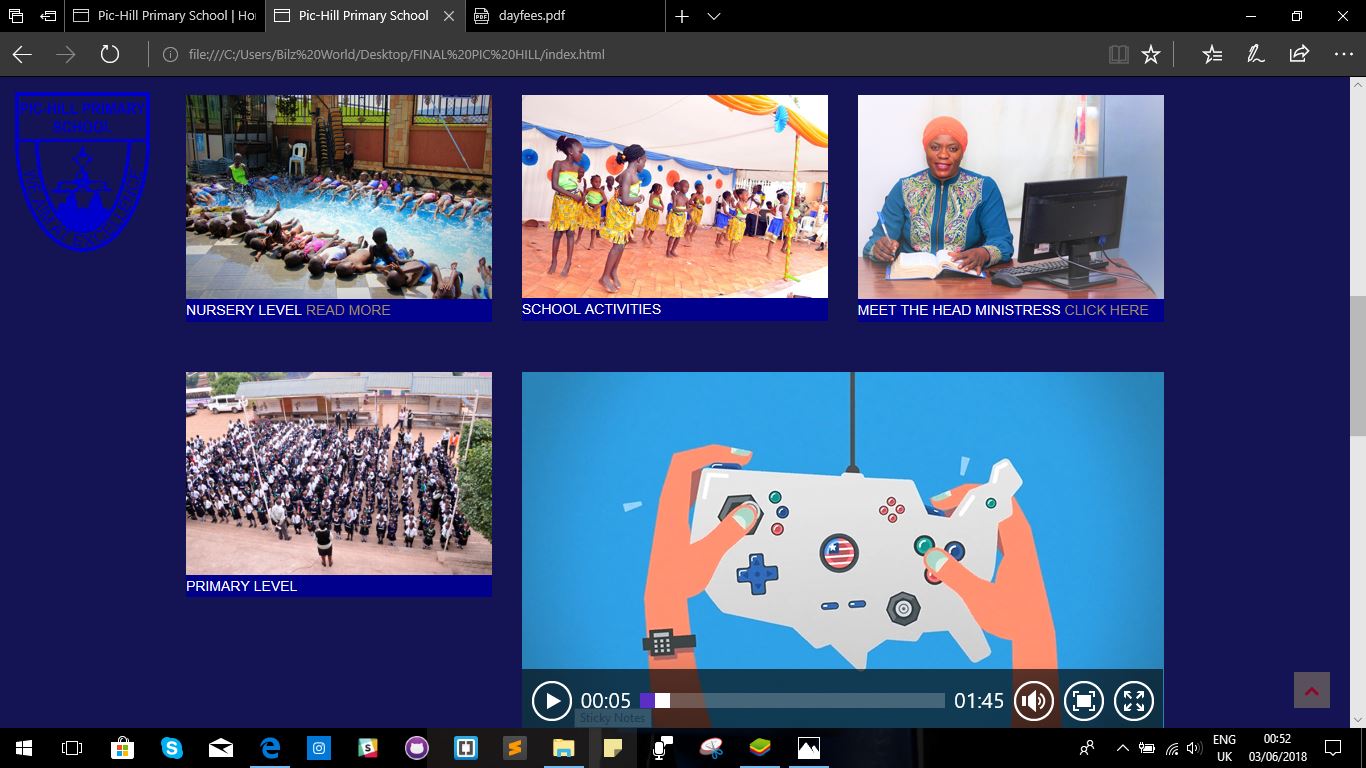 Pic-Hill Primary School | Ho
Pic-Hill Primary School
dayfees.pdf
file:///C:/Users/Bilz%20World/Desktop/FINAL%20PIC%20HILL/index.html
PIC-HILL PRIMARY
SCHOOL
NURSERY LEVEL READ MORE
SCHOOL ACTIVITIES
MEET THE HEAD MINISTRESS CLICK HERE
PRIMARY LEVEL
00:05
01:45
Sticky Notes
ENG
UK
00:52
03/06/2018